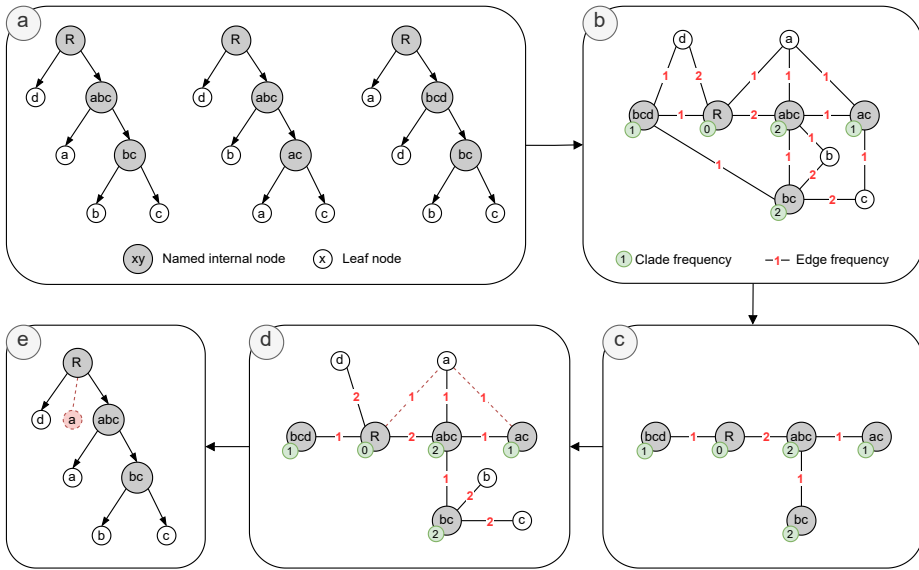 a
R R R
d abc d abc a bcd
a bc b ac d bc
b c a c b c
xy Named internal node x Leaf node
b
d a
1 2 1 1 1
bcd 1 R 2 abc 1 ac
1 0 2 1
1 1 1 b 2 1
bc 2 c
2
1 Clade frequency 1 Edge frequency
c
bcd 1 R 2 abc 1 ac
1 0 2 1
1
bc
2
d
d a
2 1 1 1
bcd 1 R 2 abc 1 ac
1 0 2 1
1 b
2
bc 2 c
2
e
R
d a abc
a bc
b c